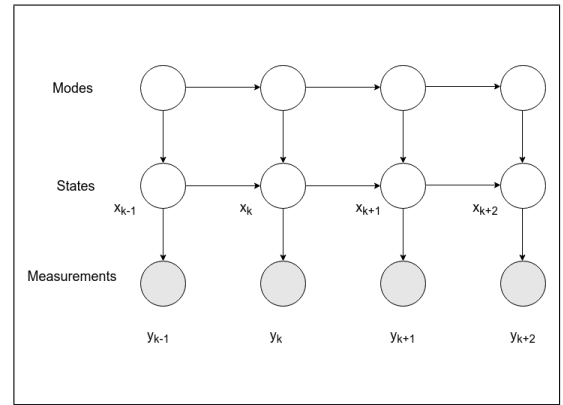 Modes
States
x_{k-1} x_k x_{k+1} x_{k+2}
Measurements
y_{k-1} y_k y_{k+1} y_{k+2}